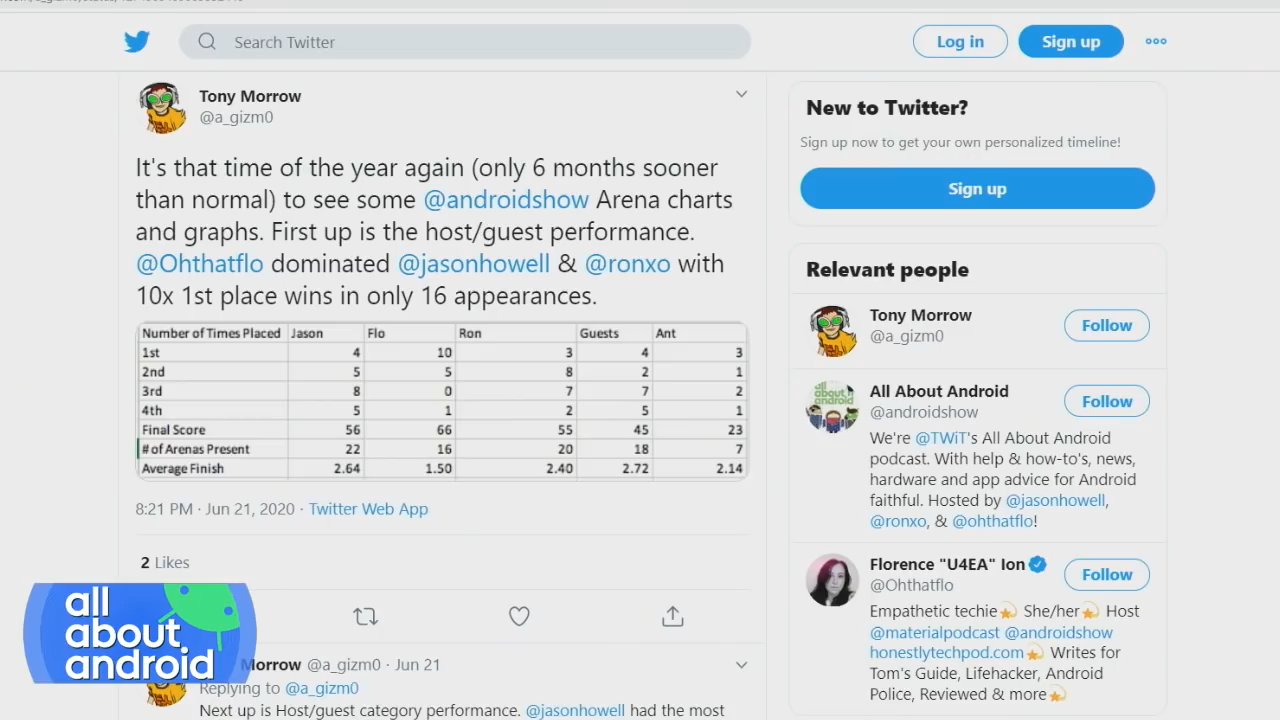 Search Twitter
Log in
Sign up
Tony Morrow
@a_gizm0
It's that time of the year again (only 6 months sooner
than normal) to see some @androidshow Arena charts
and graphs. First up is the host/guest performance.
@Ohthatflo dominated @jasonhowell & @ronxo with
10x 1st place wins in only 16 appearances.
Number of Times Placed Jason Flo Ron Guests Ant
1st 4 10 3 4 3
2nd 5 5 8 2 1
3rd 8 0 7 7 2
4th 5 1 2 5 1
Final Score 56 66 55 45 23
# of Arenas Present 22 16 20 18 7
Average Finish 2.64 1.50 2.40 2.72 2.14
8:21 PM · Jun 21, 2020 · Twitter Web App
2 Likes
Morrow @a_gizm0 · Jun 21
Replying to @a_gizm0
Next up is Host/guest category performance. @jasonhowell had the most
all
about
android
New to Twitter?
Sign up now to get your own personalized timeline!
Sign up
Relevant people
Tony Morrow
@a_gizm0
Follow
All About Android
@androidshow
Follow
We're @TWiT's All About Android
podcast. With help & how-to's, news,
hardware and app advice for Android
faithful. Hosted by @jasonhowell,
@ronxo, & @ohthatflo!
Florence "U4EA" Ion
@Ohthatflo
Follow
Empathetic techie💫 She/her💫 Host
@materialpodcast @androidshow
honestlytechpod.com💫 Writes for
Tom's Guide, Lifehacker, Android
Police, Reviewed & more💫